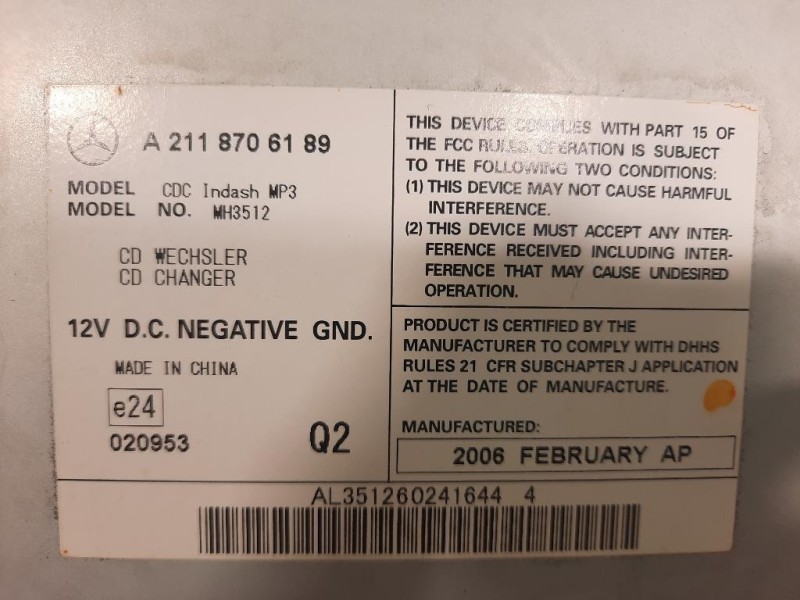 A 211 870 61 89
MODEL CDC Indash MP3
MODEL NO. MH3512
CD WECHSLER
CD CHANGER
12V D.C. NEGATIVE GND.
MADE IN CHINA
e24
020953
Q2
THIS DEVICE COMPLIES WITH PART 15 OF
THE FCC RULES. OPERATION IS SUBJECT
TO THE FOLLOWING TWO CONDITIONS:
(1) THIS DEVICE MAY NOT CAUSE HARMFUL
INTERFERENCE.
(2) THIS DEVICE MUST ACCEPT ANY INTER-
FERENCE RECEIVED INCLUDING INTER-
FERENCE THAT MAY CAUSE UNDESIRED
OPERATION.
PRODUCT IS CERTIFIED BY THE
MANUFACTURER TO COMPLY WITH DHHS
RULES 21 CFR SUBCHAPTER J APPLICATION
AT THE DATE OF MANUFACTURE.
MANUFACTURED:
2006 FEBRUARY AP
AL351260241644 4